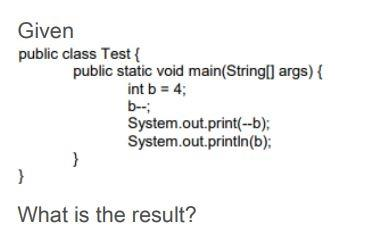 Given
public class Test {
public static void main(String[] args) {
int b = 4;
b--;
System.out.print(--b);
System.out.println(b);
}
}
What is the result?